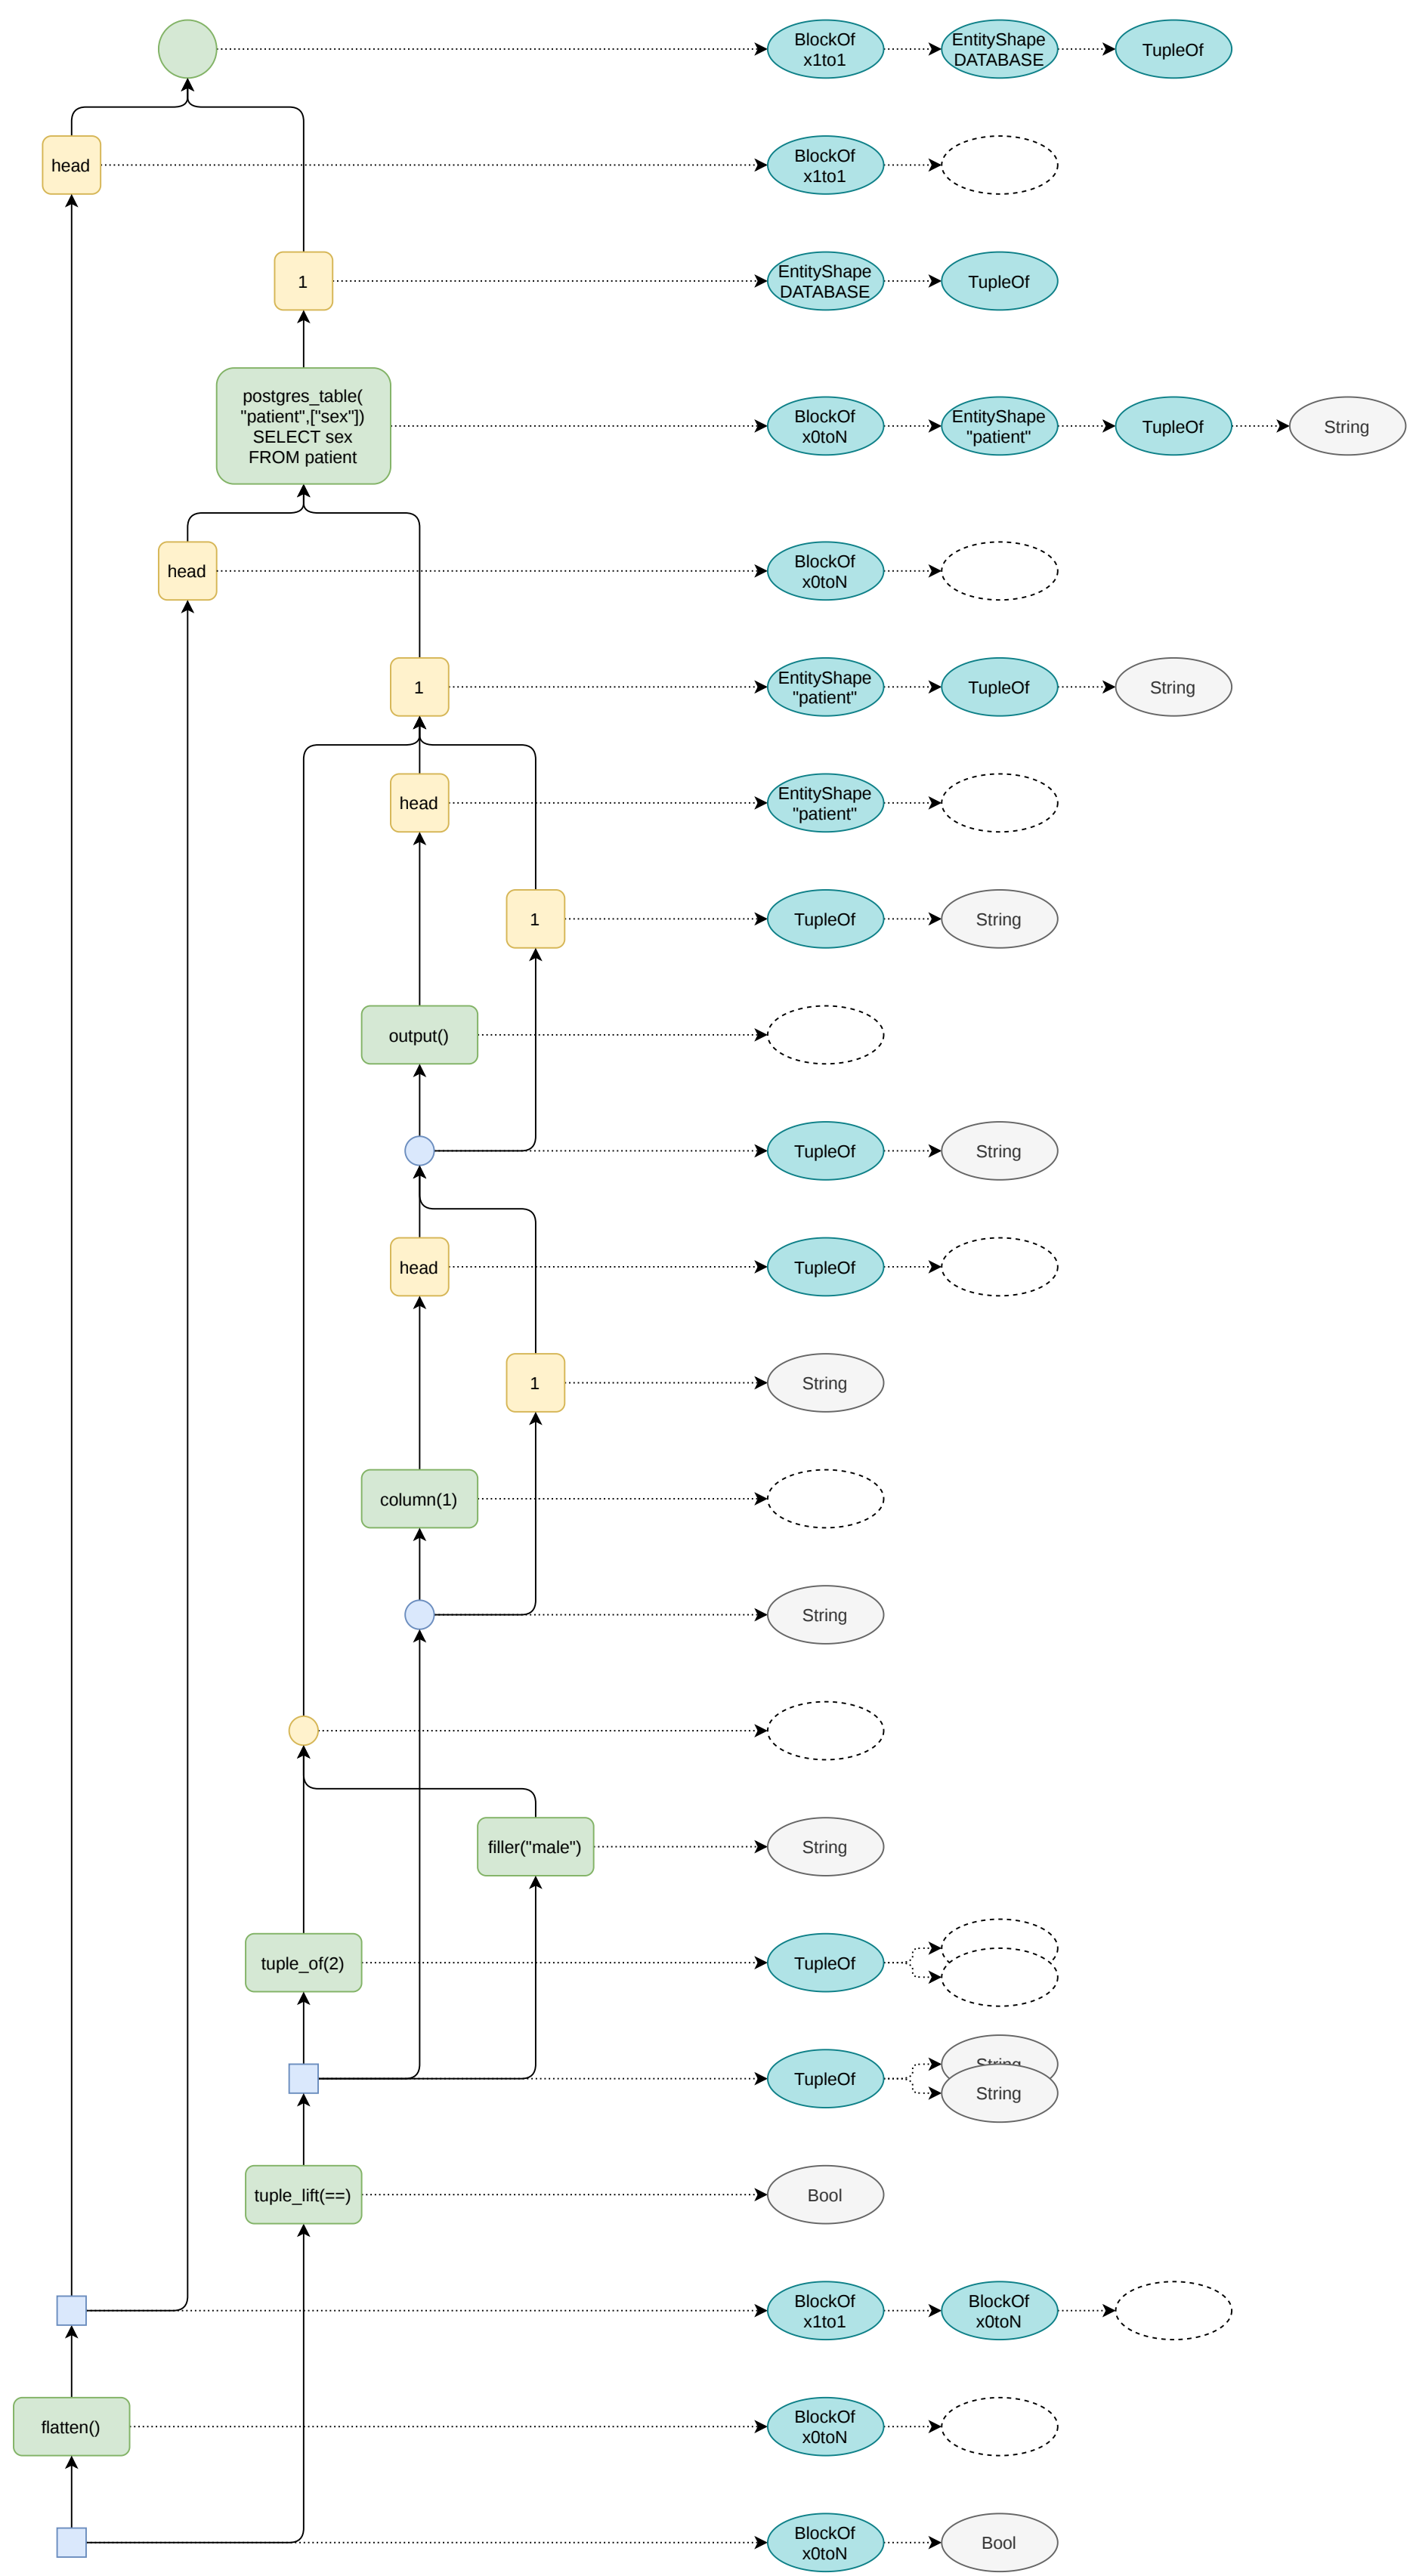 BlockOf
x1to1
EntityShape
DATABASE
TupleOf
head
BlockOf
x1to1
1
EntityShape
DATABASE
TupleOf
postgres_table(
"patient",["sex"])
SELECT sex
FROM patient
BlockOf
x0toN
EntityShape
"patient"
TupleOf
String
head
BlockOf
x0toN
1
EntityShape
"patient"
TupleOf
String
head
EntityShape
"patient"
1
TupleOf
String
output()
TupleOf
String
head
TupleOf
1
String
column(1)
String
filler("male")
String
tuple_of(2)
TupleOf
TupleOf
String
String
tuple_lift(==)
Bool
BlockOf
x1to1
BlockOf
x0toN
flatten()
BlockOf
x0toN
BlockOf
x0toN
Bool